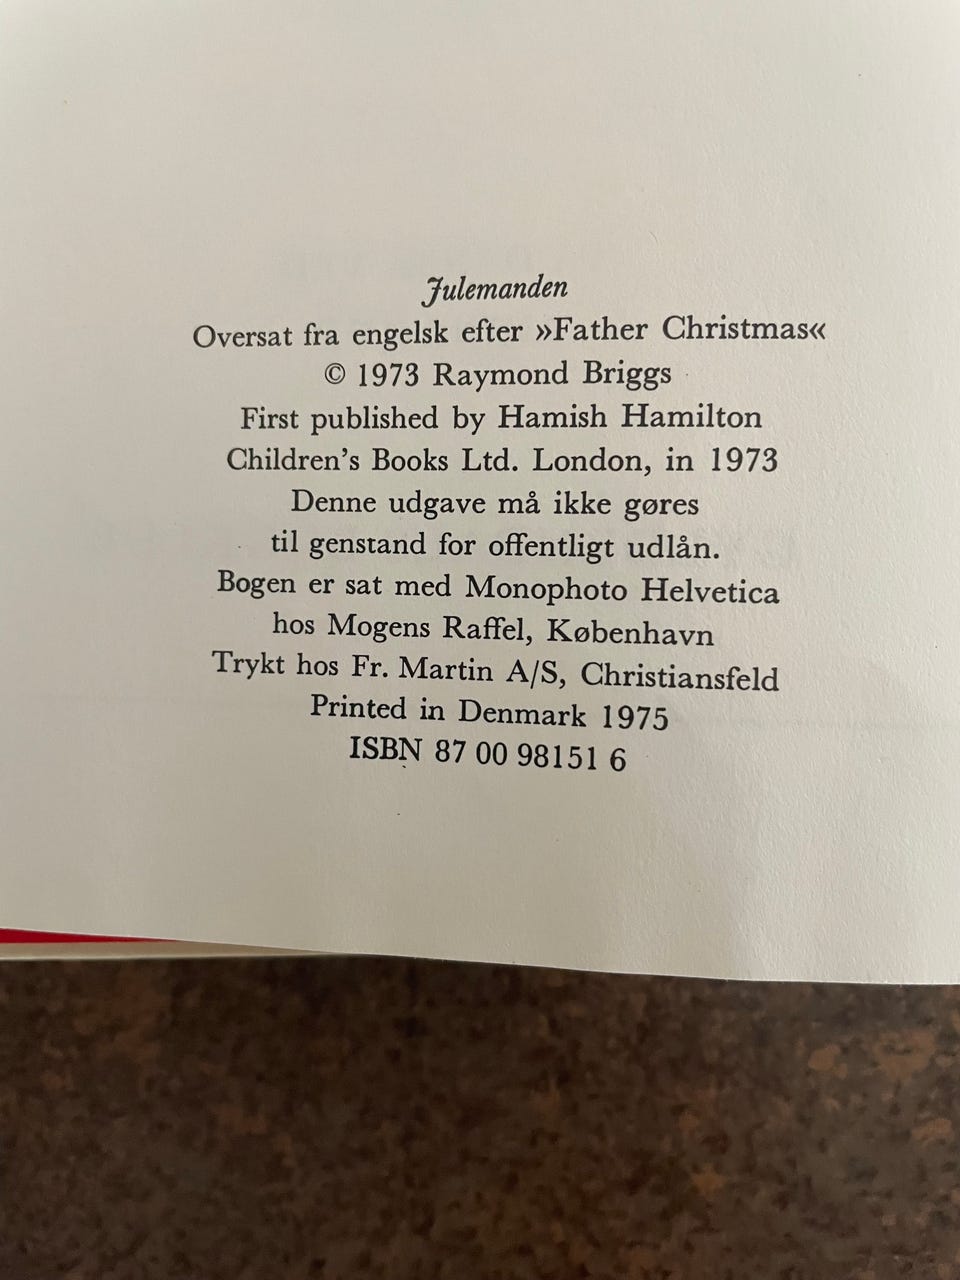 Julemanden
Oversat fra engelsk efter »Father Christmas«
© 1973 Raymond Briggs
First published by Hamish Hamilton
Children's Books Ltd. London, in 1973
Denne udgave må ikke gøres
til genstand for offentligt udlån.
Bogen er sat med Monophoto Helvetica
hos Mogens Raffel, København
Trykt hos Fr. Martin A/S, Christiansfeld
Printed in Denmark 1975
ISBN 87 00 98151 6